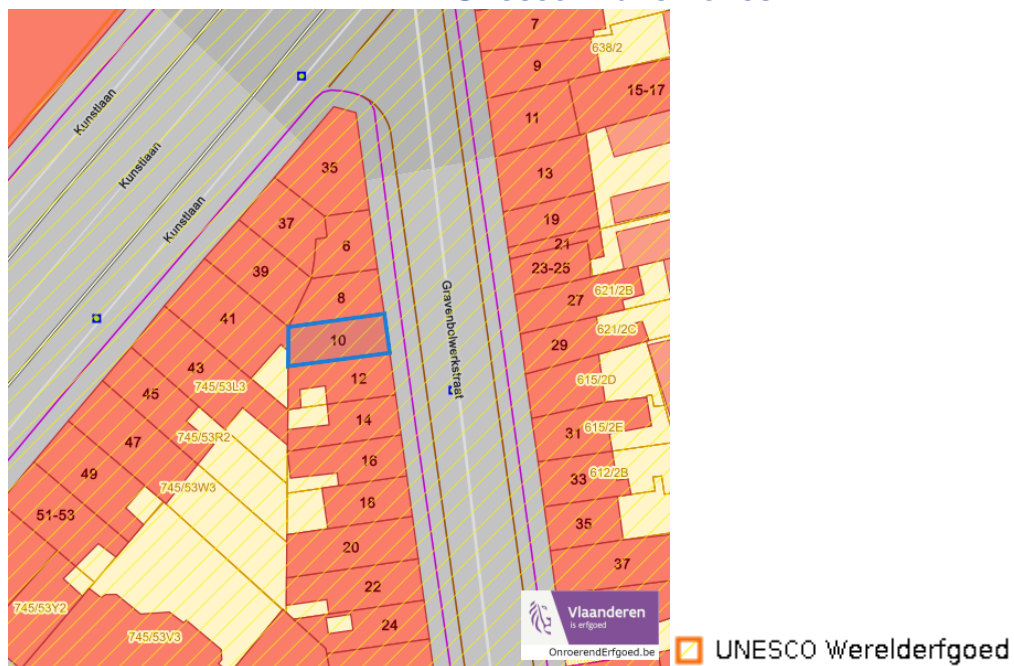 7
638/2
9
15-17
11
Kunstlaan
Kunstlaan
Kunstlaan
35
13
37
19
6
21
39
23-25
8
27
621/2B
41
10
621/2C
Gravenbolwerkstraat
29
43
12
745/53L3
615/2D
45
14
47
745/53R2
31
615/2E
16
612/2B
49
33
745/53W3
18
51-53
35
20
37
22
745/53Y2
24
745/53V3
Vlaanderen
is erfgoed
OnroerendErfgoed.be
UNESCO Werelderfgoed